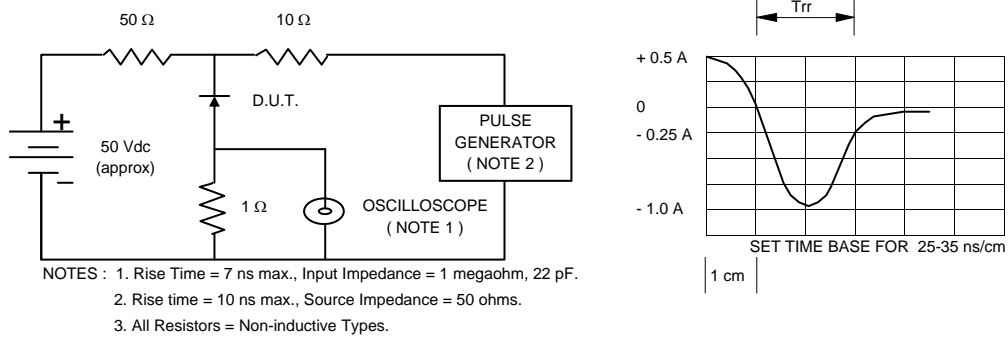 50 Ω
10 Ω
D.U.T.
+
50 Vdc
(approx)
−
1 Ω
PULSE
GENERATOR
( NOTE 2 )
OSCILLOSCOPE
( NOTE 1 )
NOTES : 1. Rise Time = 7 ns max., Input Impedance = 1 megaohm, 22 pF.
2. Rise time = 10 ns max., Source Impedance = 50 ohms.
3. All Resistors = Non-inductive Types.
Trr
+ 0.5 A
0
- 0.25 A
- 1.0 A
SET TIME BASE FOR 25-35 ns/cm
1 cm